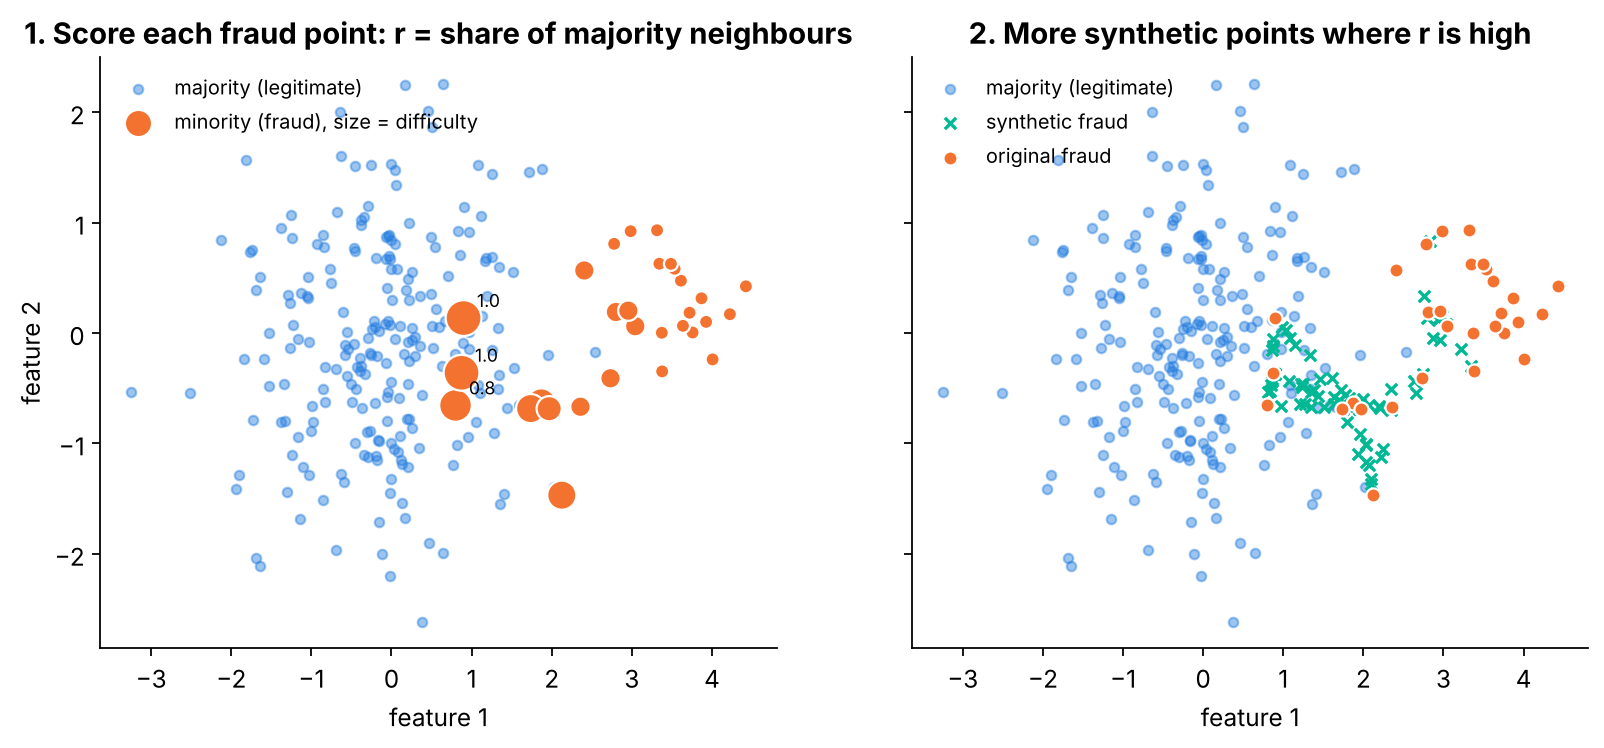 1. Score each fraud point: r = share of majority neighbours
majority (legitimate)
minority (fraud), size = difficulty
1.0
1.0
0.8
feature 2
2
1
0
−1
−2
−3 −2 −1 0 1 2 3 4
feature 1
2. More synthetic points where r is high
majority (legitimate)
synthetic fraud
original fraud
−3 −2 −1 0 1 2 3 4
feature 1